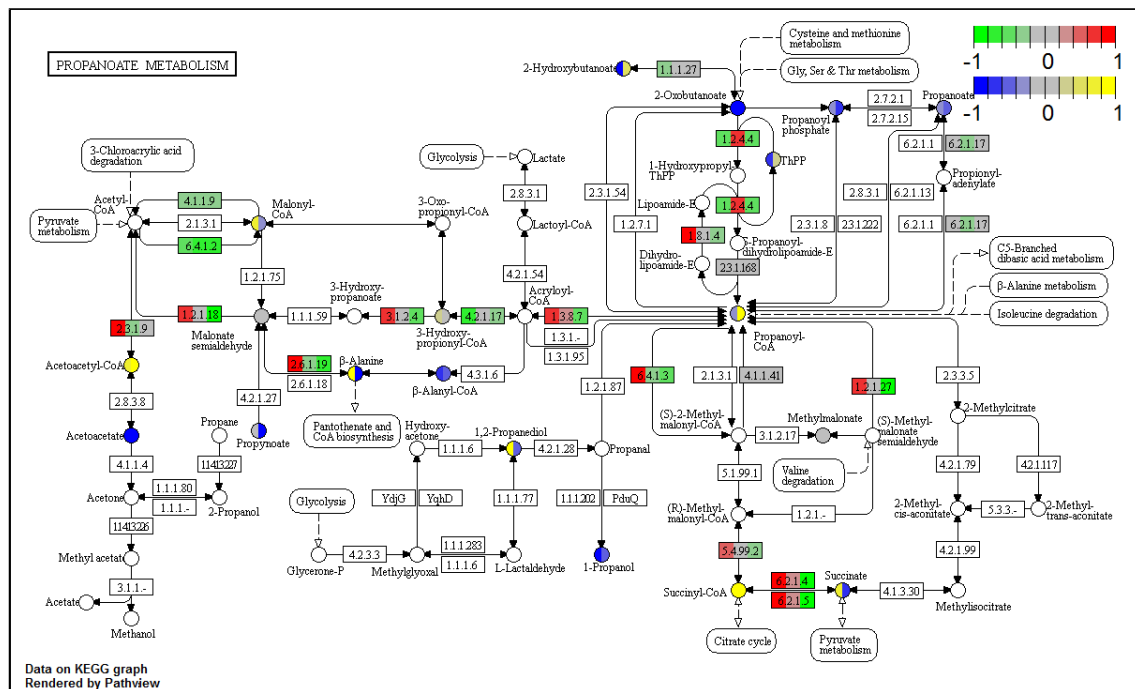 PROPANOATE METABOLISM
Cysteine and methionine
metabolism
Gly, Ser & Thr metabolism
-1 0 1
-1 0 1
2-Hydroxybutanoate
1.1.1.27
2-Oxobutanoate
Propanoyl
phosphate
2.7.2.1
2.7.2.15
Propanoate
1.2.4.4
ThPP
1-Hydroxypropyl-
ThPP
6.2.1.1
6.2.1.17
Propionyl-
adenylate
3-Chloroacrylic acid
degradation
Glycolysis
Lactate
2.8.3.1
2.3.1.54
1.2.7.1
Lipoamide-E
1.2.4.4
2.8.3.1
6.2.1.13
Acetyl-
CoA
4.1.1.9
Malonyl-
CoA
2.1.3.1
6.4.1.2
Pyruvate
metabolism
3-Oxo-
propionyl-CoA
Lactoyl-CoA
1.8.1.4
S-Propanoyl-
dihydrolipoamide-E
Dihydro-
lipoamide-E
2.3.1.168
2.3.1.8
2.3.1.222
6.2.1.1
6.2.1.17
C5-Branched
dibasic acid metabolism
β-Alanine metabolism
Isoleucine degradation
1.2.1.75
4.2.1.54
3-Hydroxy-
propanoate
Acryloyl-
CoA
1.2.1.18
Malonate
semialdehyde
1.1.1.59
3.1.2.4
3-Hydroxy-
propionyl-CoA
4.2.1.17
1.3.8.7
1.3.1.-
1.3.1.95
Propanoyl-
CoA
2.3.1.9
Acetoacetyl-CoA
2.6.1.19
2.6.1.18
β-Alanine
β-Alanyl-CoA
4.3.1.6
1.2.1.87
6.4.1.3
2.1.3.1
4.1.1.41
1.2.1.27
2.3.3.5
2.8.3.8
4.2.1.27
Propane
Propynoate
Pantothenate and
CoA biosynthesis
Hydroxy-
acetone
1.1.1.6
1,2-Propanediol
4.2.1.28
Propanal
(S)-2-Methyl-
malonyl-CoA
Methylmalonate
3.1.2.17
(S)-Methyl-
malonate
semialdehyde
2-Methylcitrate
Acetoacetate
4.1.1.4
1.14.13.227
Acetone
1.1.1.80
1.1.1.-
2-Propanol
Glycolysis
YdjG
YqhD
1.1.1.77
1.1.1.202
PduQ
5.1.99.1
Valine
degradation
4.2.1.79
4.2.1.117
(R)-Methyl-
malonyl-CoA
1.2.1.-
2-Methyl-
cis-aconitate
5.3.3.-
2-Methyl-
trans-aconitate
1.14.13.226
Methyl acetate
Glycerone-P
4.2.3.3
Methylglyoxal
1.1.1.283
1.1.1.6
L-Lactaldehyde
1-Propanol
5.4.99.2
4.2.1.99
3.1.1.-
Acetate
Methanol
Succinyl-CoA
6.2.1.4
6.2.1.5
Succinate
4.1.3.30
Methylisocitrate
Citrate cycle
Pyruvate
metabolism
Data on KEGG graph
Rendered by Pathview